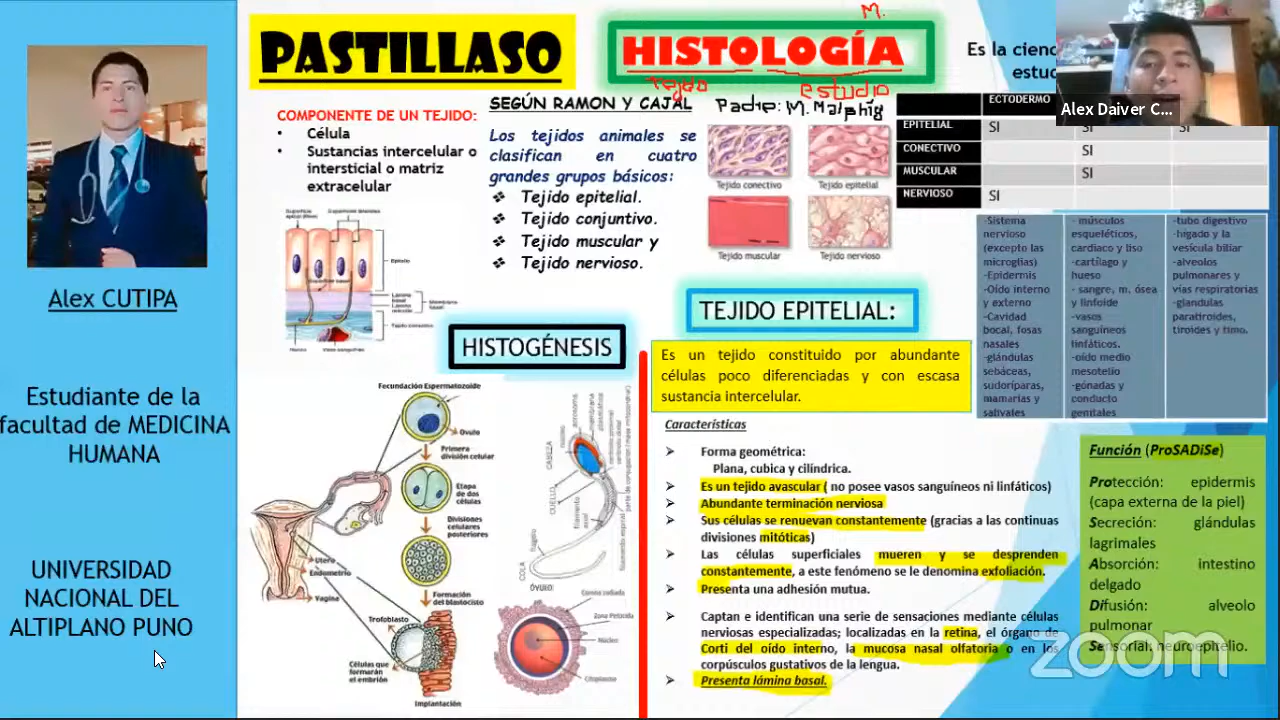 Alex CUTIPA
Estudiante de la
facultad de MEDICINA
HUMANA
UNIVERSIDAD
NACIONAL DEL
ALTIPLANO PUNO
PASTILLASO
M.
HISTOLOGÍA
Tejido
estudio
Es la cienc
estu
Alex Daiver C...
COMPONENTE DE UN TEJIDO:
• Célula
• Sustancias intercelular o
intersticial o matriz
extracelular
SEGÚN RAMON Y CAJAL
Los tejidos animales se
clasifican en cuatro
grandes grupos básicos:
❖ Tejido epitelial.
❖ Tejido conjuntivo.
❖ Tejido muscular y
❖ Tejido nervioso.
Padre: M. Malphig
Tejido conectivo
Tejido epitelial
Tejido muscular
Tejido nervioso
ECTODERMO
EPITELIAL SI SI SI
CONECTIVO SI
MUSCULAR SI
NERVIOSO SI
-Sistema
nervioso
(excepto las
microglias)
-Epidermis
-Oído interno
y externo
-Cavidad
bocal, fosas
nasales
-glándulas
sebáceas,
sudoríparas,
mamarias y
salivales
- músculos
esqueléticos,
cardiaco y liso
-cartílago y
hueso
- sangre, m. ósea
y linfoide
-vasos
sanguíneos
linfáticos.
-oído medio
mesotelio
-gónadas y
conducto
genitales
-tubo digestivo
-hígado y la
vesícula biliar
-alveolos
pulmonares y
vías respiratorias
-glandulas
paratiroides,
tiroides y timo.
Epitelio
Tejido conectivo
Nervio
Vaso sanguíneo
HISTOGÉNESIS
Fecundación Espermatozoide
Ovulo
Primera
división celular
Etapa
de dos
células
Divisiones
celulares
posteriores
Formación
del blastocisto
Trofoblasto
Células que
formarán
el embrión
Implantación
Utero
Endometrio
Vagina
CABEZA
CUELLO
COLA
flagelo
ÓVULO
Corona radiada
Zona Pelúcida
Núcleo
Citoplasma
TEJIDO EPITELIAL:
Es un tejido constituido por abundante
células poco diferenciadas y con escasa
sustancia intercelular.
Características
➢ Forma geométrica:
Plana, cubica y cilíndrica.
➢ Es un tejido avascular ( no posee vasos sanguíneos ni linfáticos)
➢ Abundante terminación nerviosa
➢ Sus células se renuevan constantemente (gracias a las continuas
divisiones mitóticas)
➢ Las células superficiales mueren y se desprenden
constantemente, a este fenómeno se le denomina exfoliación.
➢ Presenta una adhesión mutua.
➢ Captan e identifican una serie de sensaciones mediante células
nerviosas especializadas; localizadas en la retina, el órgano de
Corti del oído interno, la mucosa nasal olfatoria o en los
corpúsculos gustativos de la lengua.
➢ Presenta lámina basal.
Función (ProSADiSe)
Protección: epidermis
(capa externa de la piel)
Secreción: glándulas
lagrimales
Absorción: intestino
delgado
Difusión: alveolo
pulmonar
Sensorial: neuroepitelio.
zoom